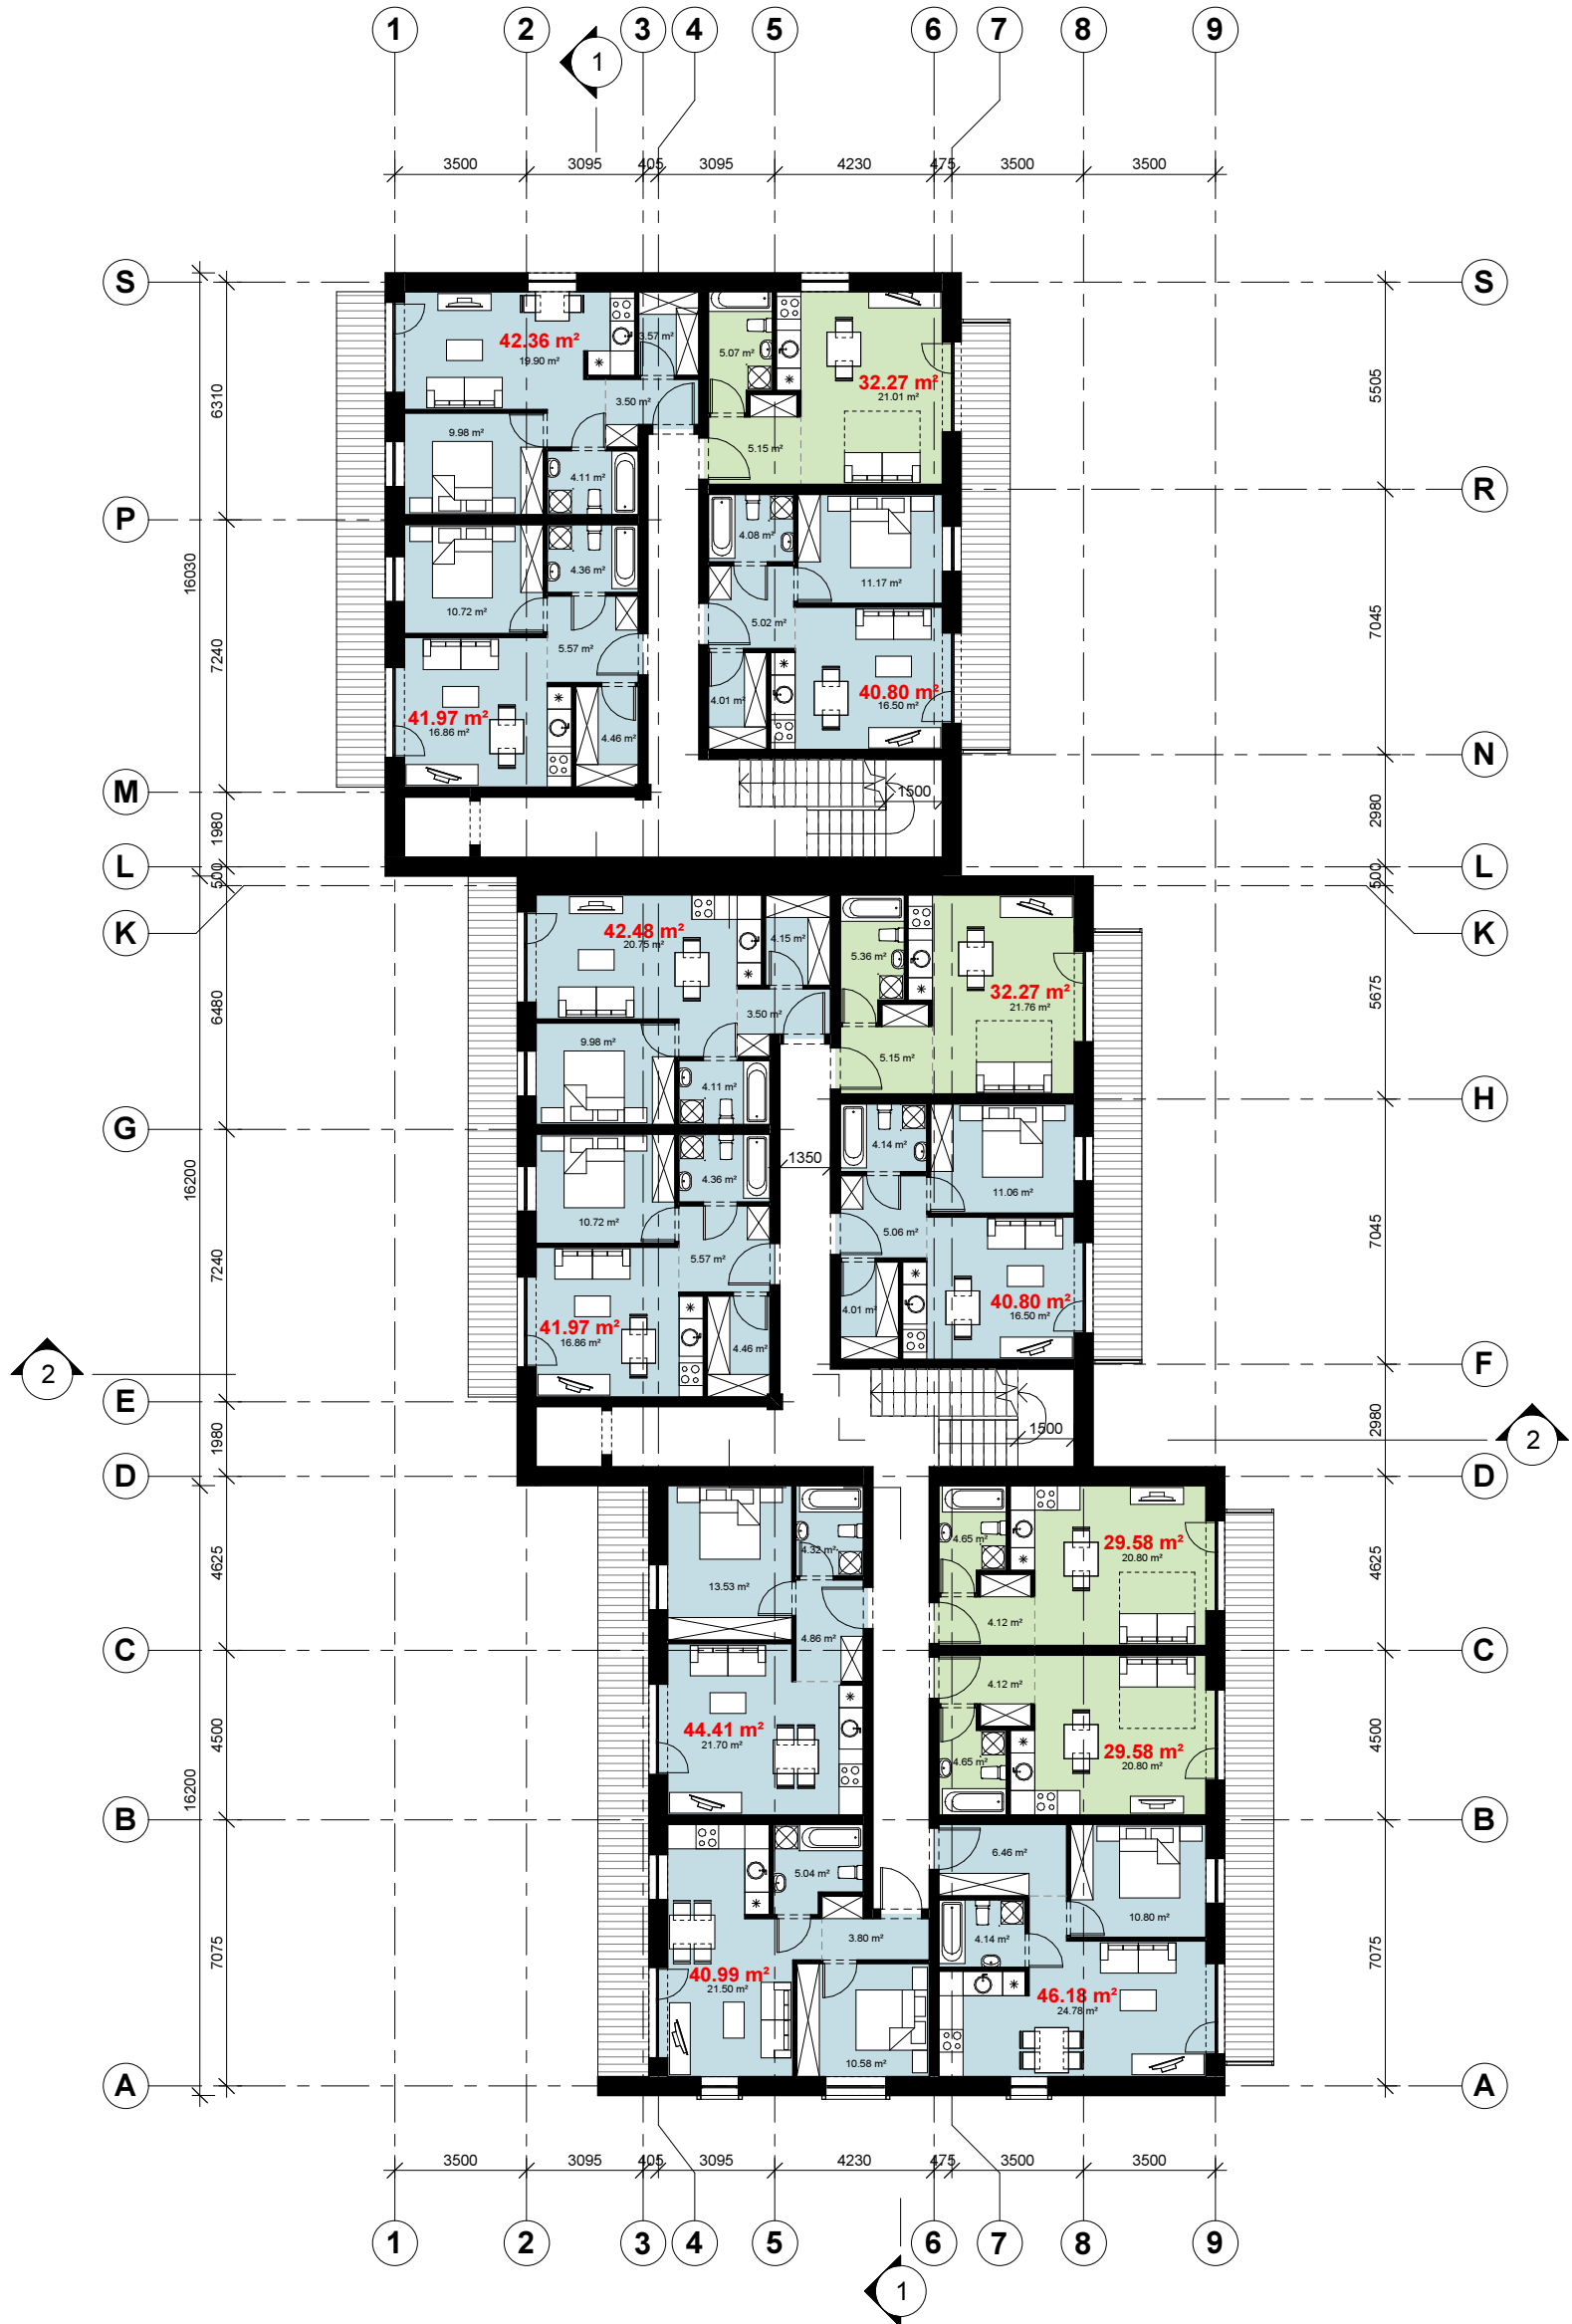 1 2 3 4 5 6 7 8 9
1
3500 3095 405 3095 4230 475 3500 3500
S S
42.36 m²
19.90 m²
3.57 m²
5.07 m²
32.27 m²
21.01 m²
3.50 m²
6310
5505
9.98 m²
5.15 m²
4.11 m²
R
P
4.08 m²
16030
4.36 m²
11.17 m²
10.72 m²
5.02 m²
5.57 m²
7240
7045
4.01 m²
40.80 m²
16.50 m²
41.97 m²
16.86 m²
4.46 m²
N
M
1500
1980
2980
L L
500 500
K K
42.48 m²
20.75 m²
4.15 m²
5.36 m²
32.27 m²
21.76 m²
3.50 m²
6480
5675
9.98 m²
5.15 m²
4.11 m²
H
G
4.14 m²
1350
16200
4.36 m²
11.06 m²
10.72 m²
5.06 m²
5.57 m²
7240
7045
4.01 m²
40.80 m²
16.50 m²
41.97 m²
16.86 m²
4.46 m²
F
2
E
1500
1980
2980
2
D D
4.32 m²
4.65 m²
29.58 m²
20.80 m²
4625
4625
13.53 m²
4.12 m²
4.86 m²
C C
4.12 m²
44.41 m²
21.70 m²
4500
4500
29.58 m²
20.80 m²
4.65 m²
16200
B B
6.46 m²
5.04 m²
10.80 m²
3.80 m²
4.14 m²
7075
7075
40.99 m²
21.50 m²
46.18 m²
24.78 m²
10.58 m²
A A
3500 3095 405 3095 4230 475 3500 3500
1 2 3 4 5 6 7 8 9
1